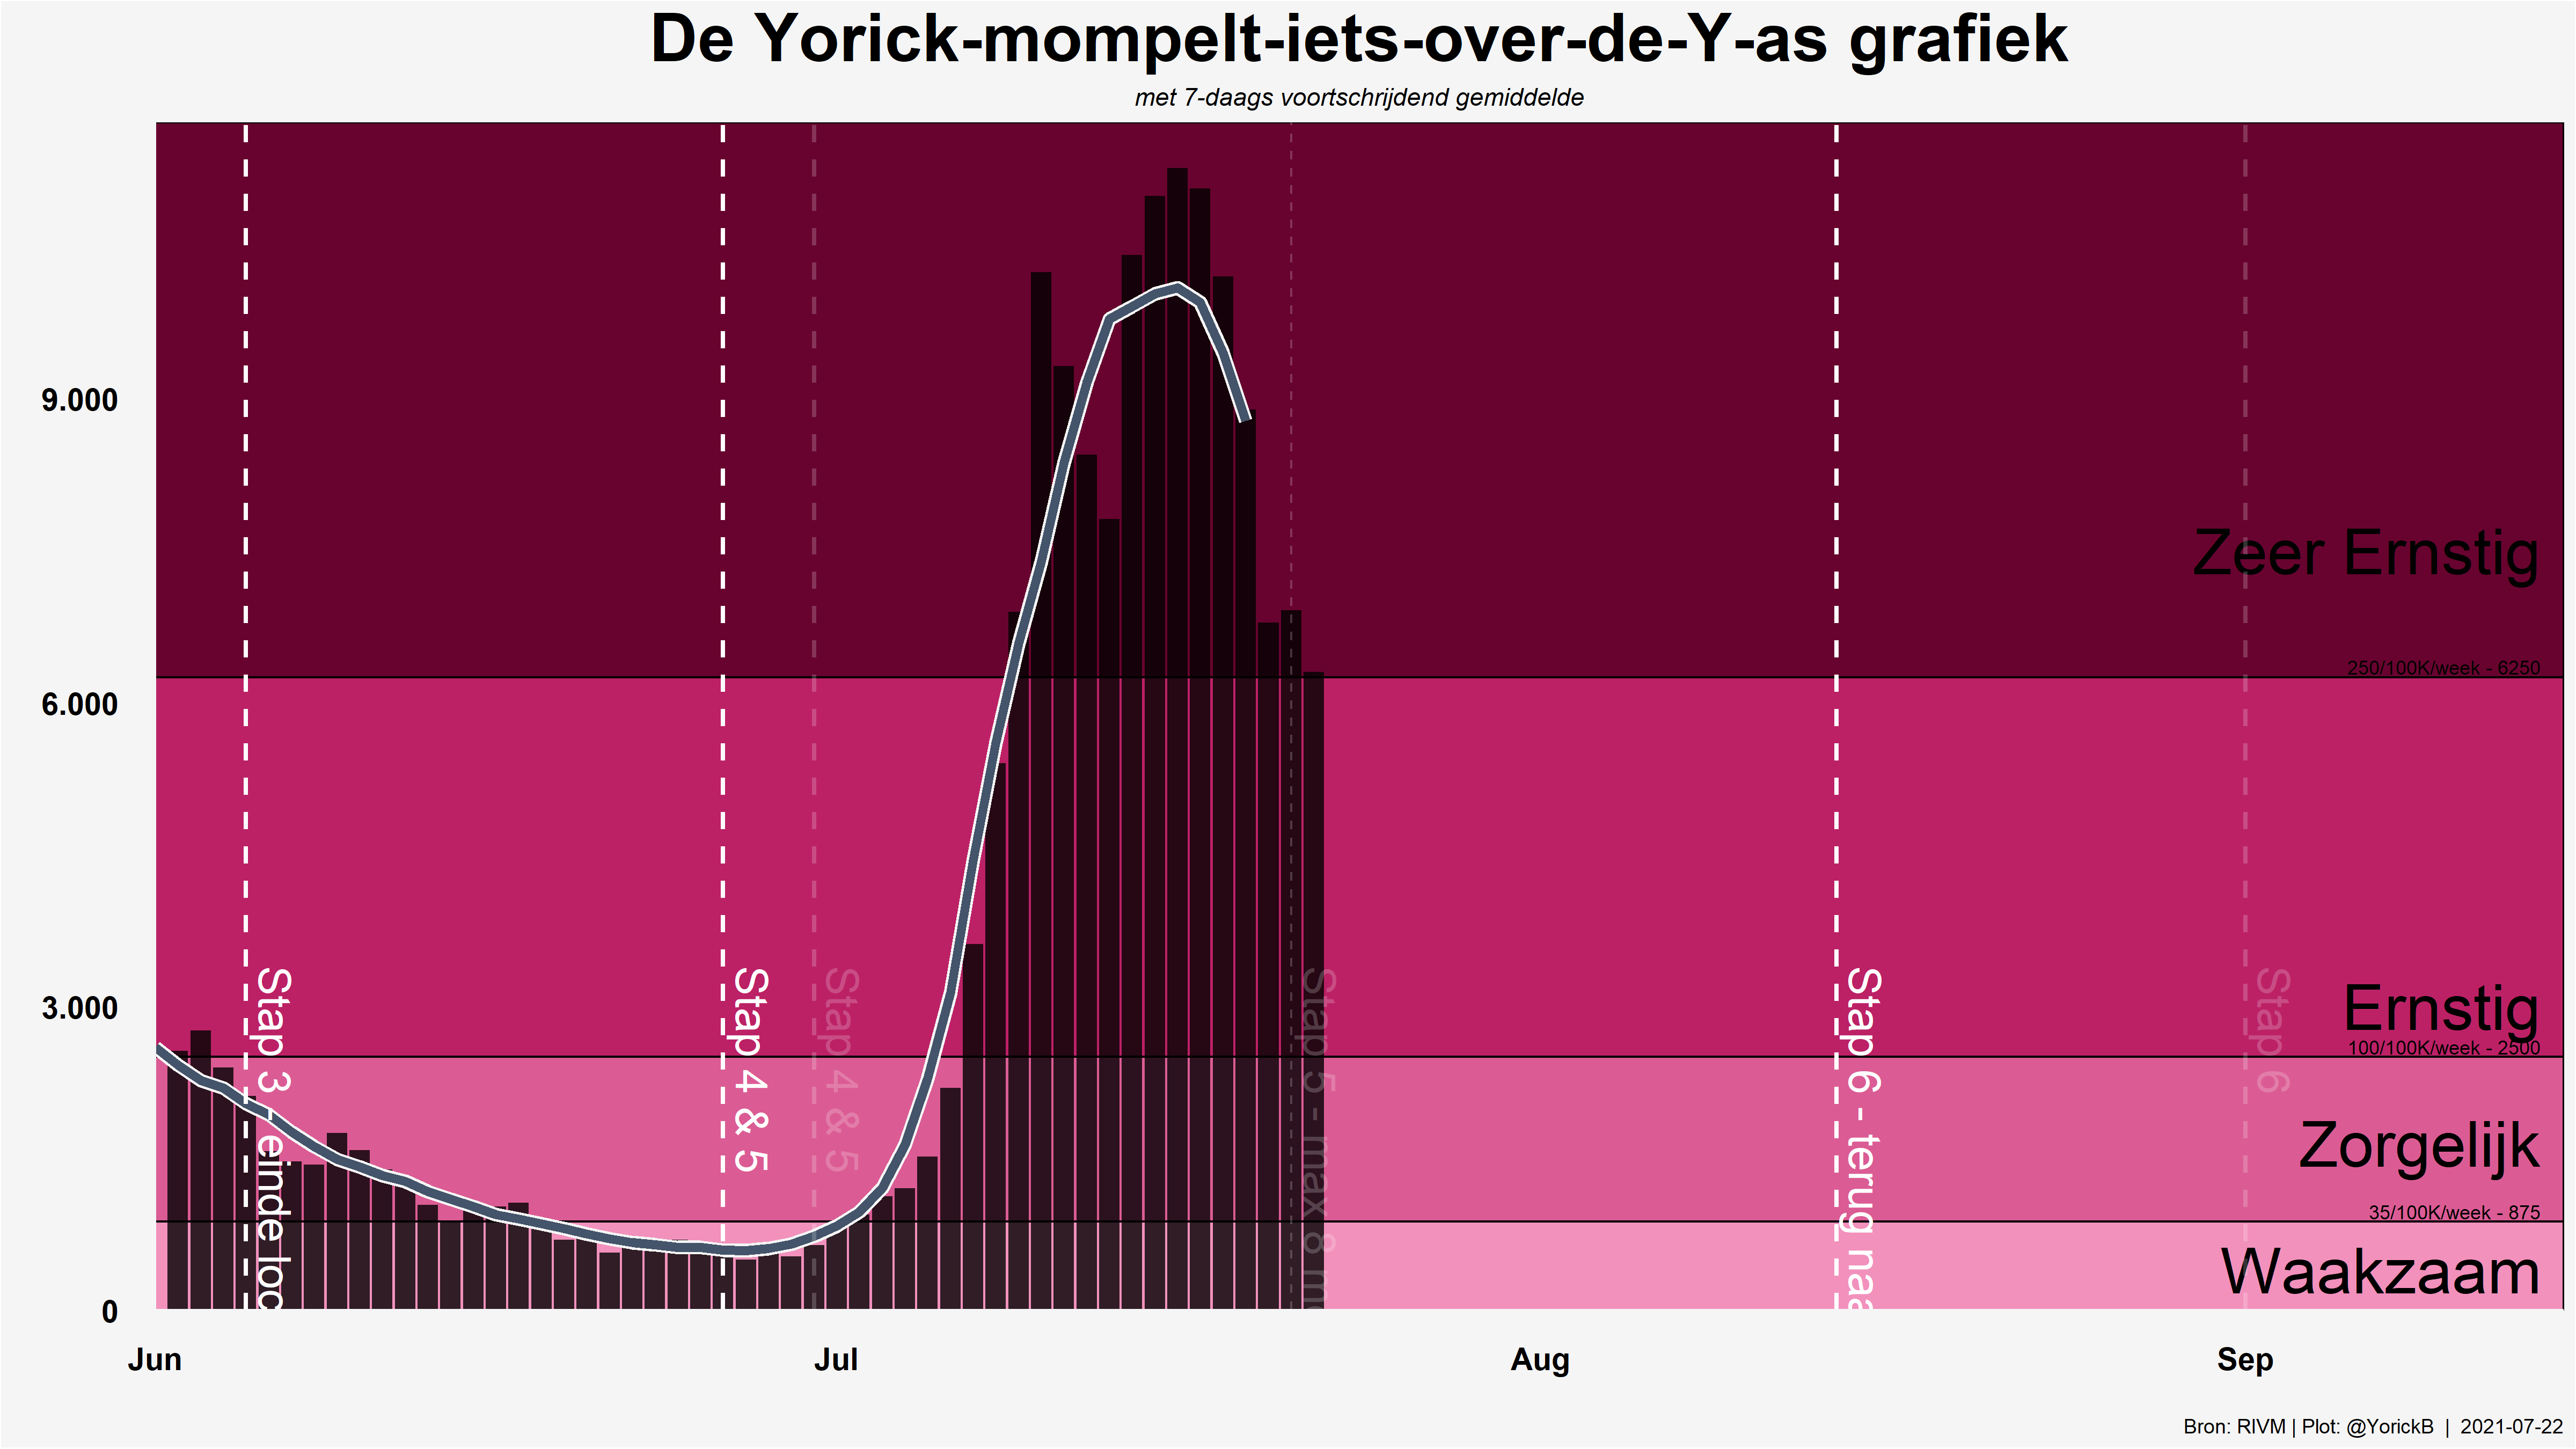 De Yorick-mompelt-iets-over-de-Y-as grafiek
met 7-daags voortschrijdend gemiddelde
9.000
6.000
3.000
0
Zeer Ernstig
250/100K/week - 6250
Ernstig
100/100K/week - 2500
Zorgelijk
35/100K/week - 875
Waakzaam
Stap 3 - einde loc
Stap 4 & 5
Stap 4 & 5
Stap 5 - max 8 m
Stap 6 - terug naa
Stap 6
Jun
Jul
Aug
Sep
Bron: RIVM | Plot: @YorickB | 2021-07-22